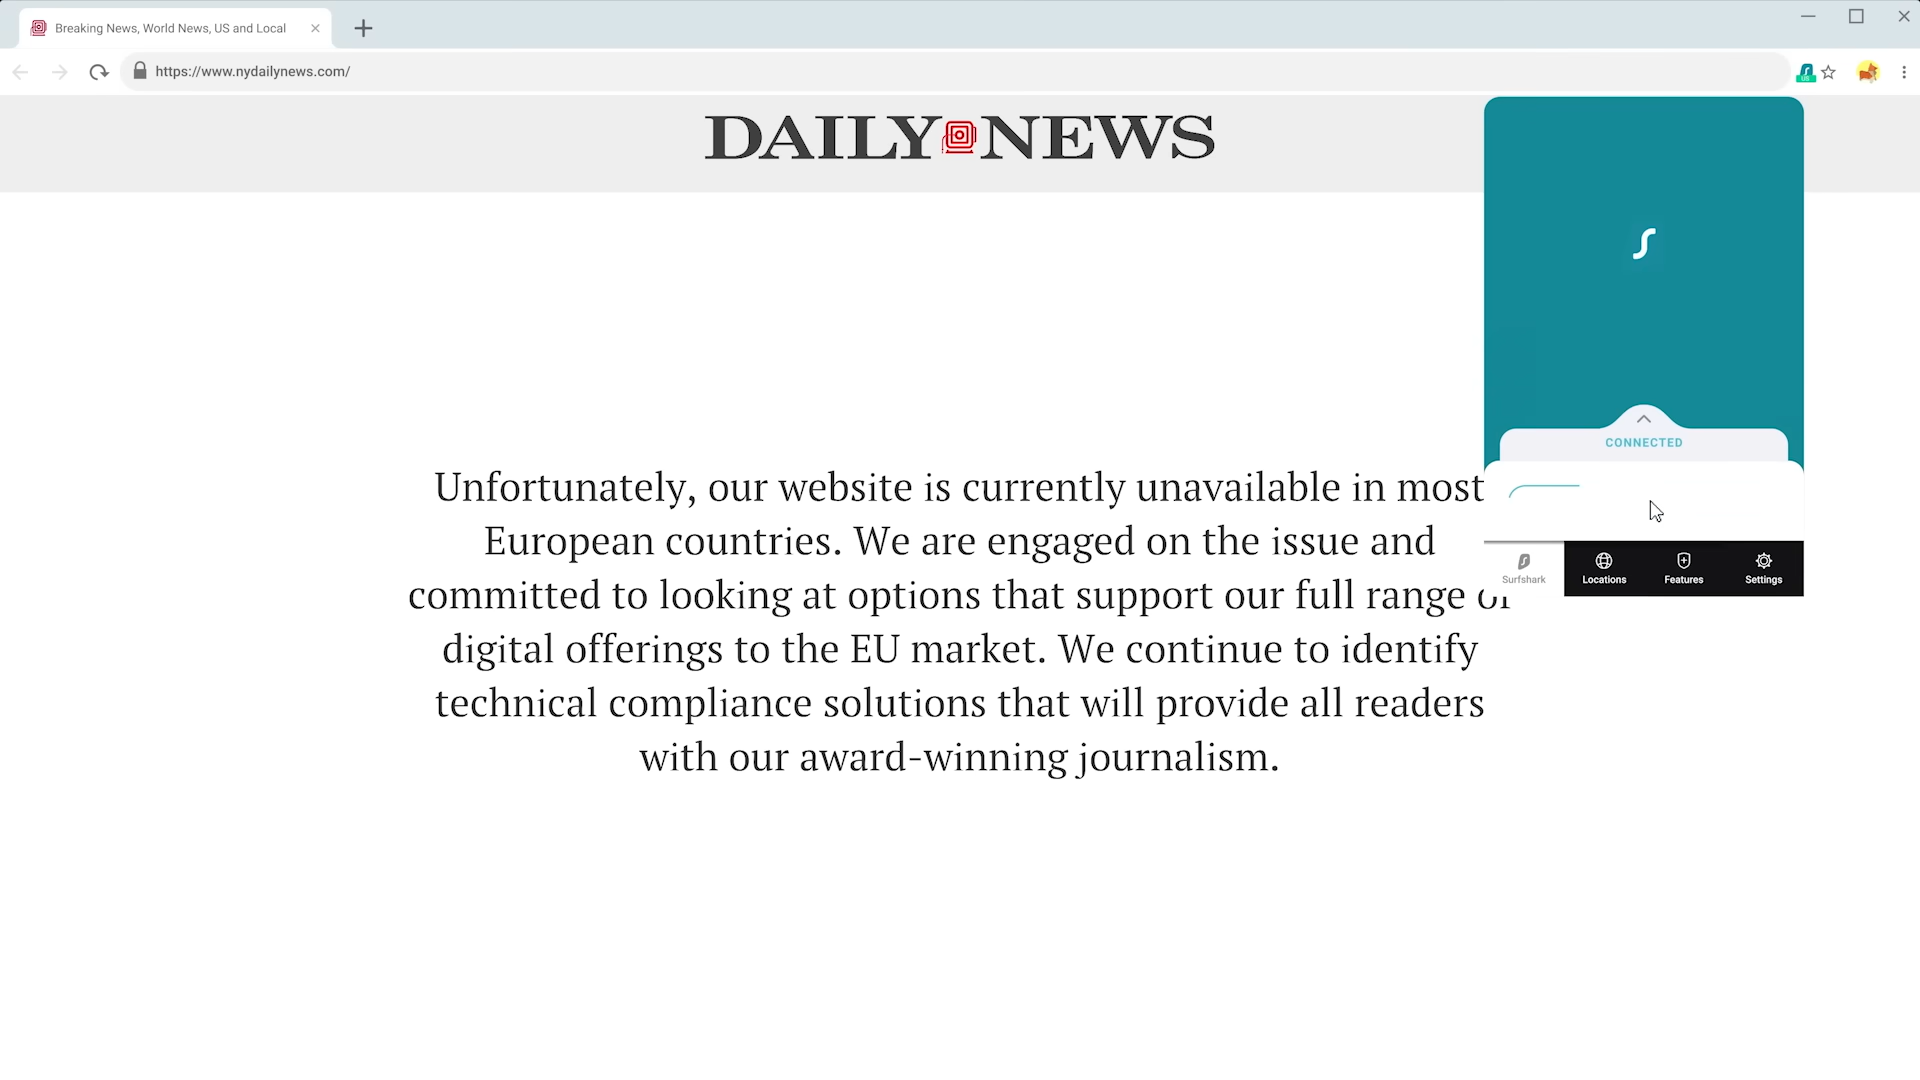 Breaking News, World News, US and Local
https://www.nydailynews.com/
US
DAILY NEWS
CONNECTED
Surfshark
Locations
Features
Settings
Unfortunately, our website is currently unavailable in most
European countries. We are engaged on the issue and
committed to looking at options that support our full range of
digital offerings to the EU market. We continue to identify
technical compliance solutions that will provide all readers
with our award-winning journalism.